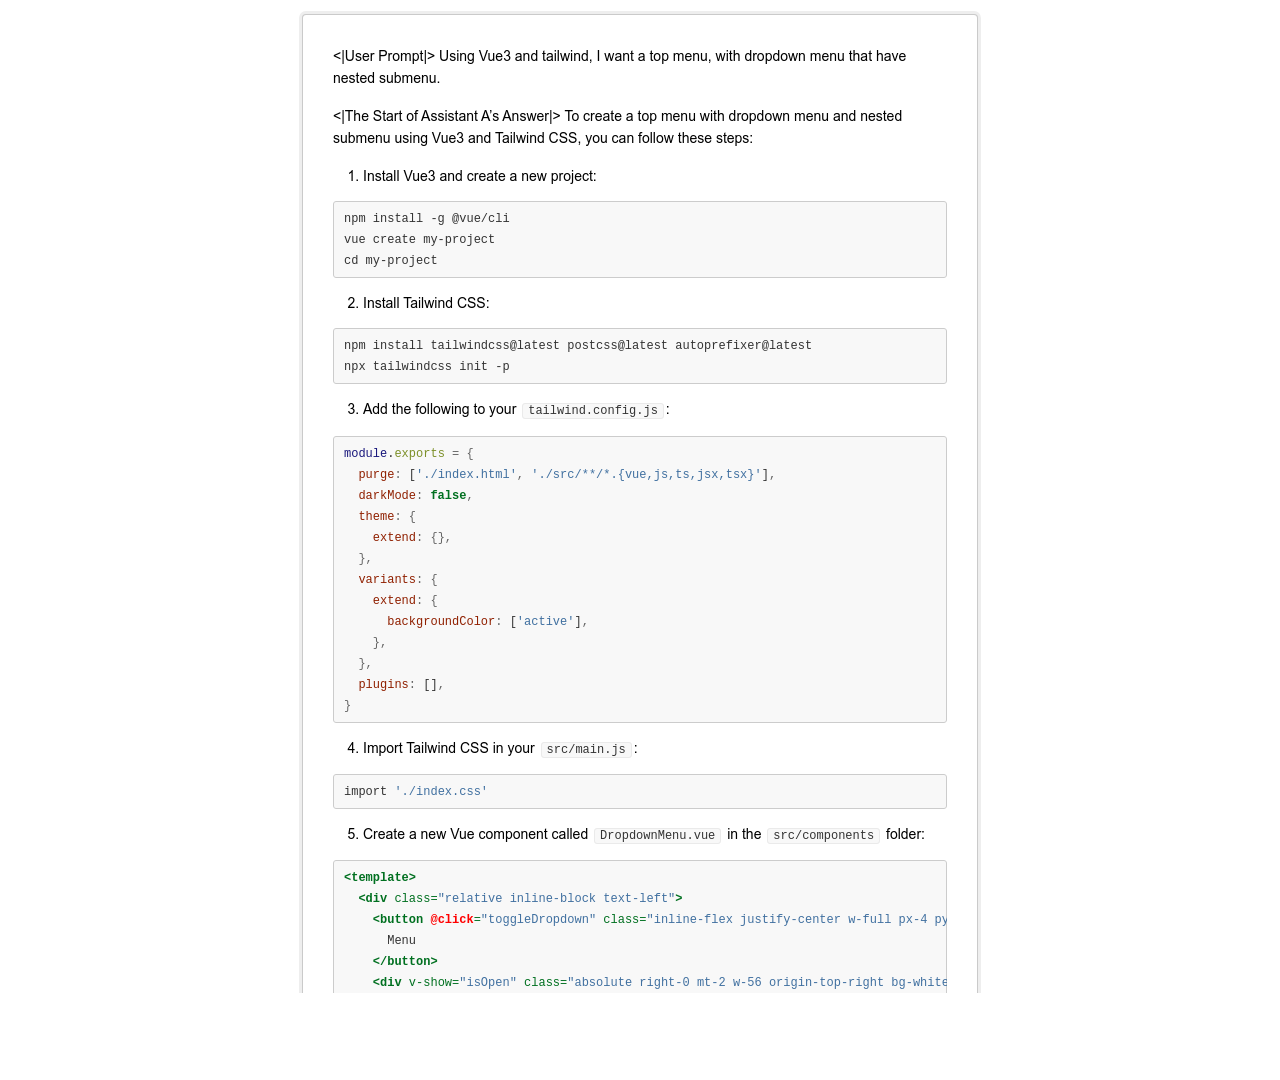 <|User Prompt|> Using Vue3 and tailwind, I want a top menu, with dropdown menu that have
nested submenu.
<|The Start of Assistant A’s Answer|> To create a top menu with dropdown menu and nested
submenu using Vue3 and Tailwind CSS, you can follow these steps:
1. Install Vue3 and create a new project:
npm install -g @vue/cli
vue create my-project
cd my-project
2. Install Tailwind CSS:
npm install tailwindcss@latest postcss@latest autoprefixer@latest
npx tailwindcss init -p
3. Add the following to your tailwind.config.js:
module.exports = {
  purge: ['./index.html', './src/**/*.{vue,js,ts,jsx,tsx}'],
  darkMode: false,
  theme: {
    extend: {},
  },
  variants: {
    extend: {
      backgroundColor: ['active'],
    },
  },
  plugins: [],
}
4. Import Tailwind CSS in your src/main.js:
import './index.css'
5. Create a new Vue component called DropdownMenu.vue in the src/components folder:
<template>
  <div class="relative inline-block text-left">
    <button @click="toggleDropdown" class="inline-flex justify-center w-full px-4 py
      Menu
    </button>
    <div v-show="isOpen" class="absolute right-0 mt-2 w-56 origin-top-right bg-white